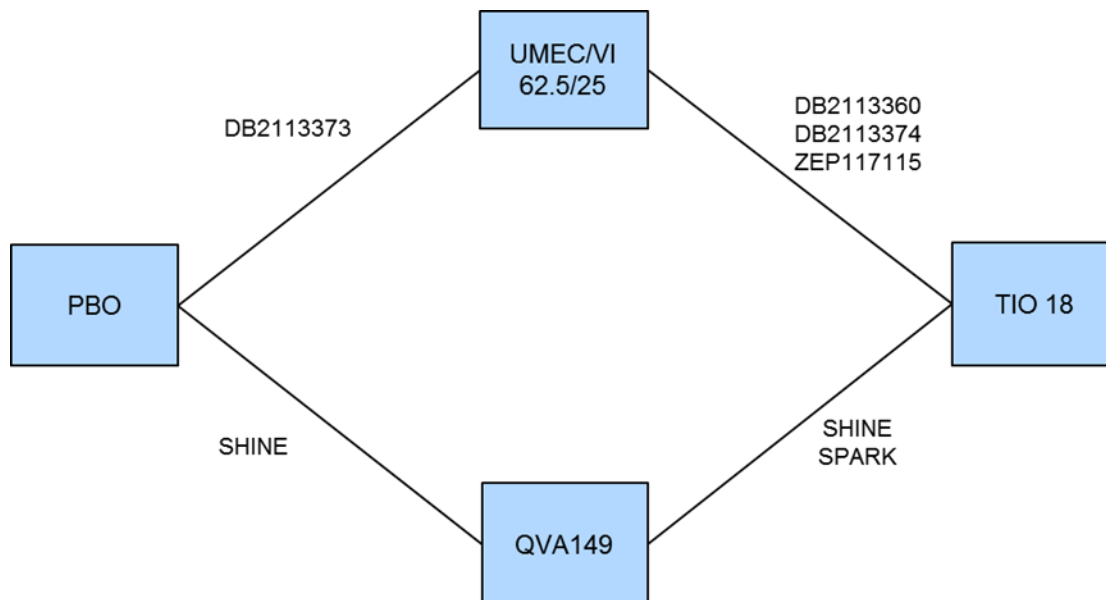 UMEC/VI
62.5/25
DB2113373
DB2113360
DB2113374
ZEP117115
PBO
TIO 18
SHINE
SHINE
SPARK
QVA149